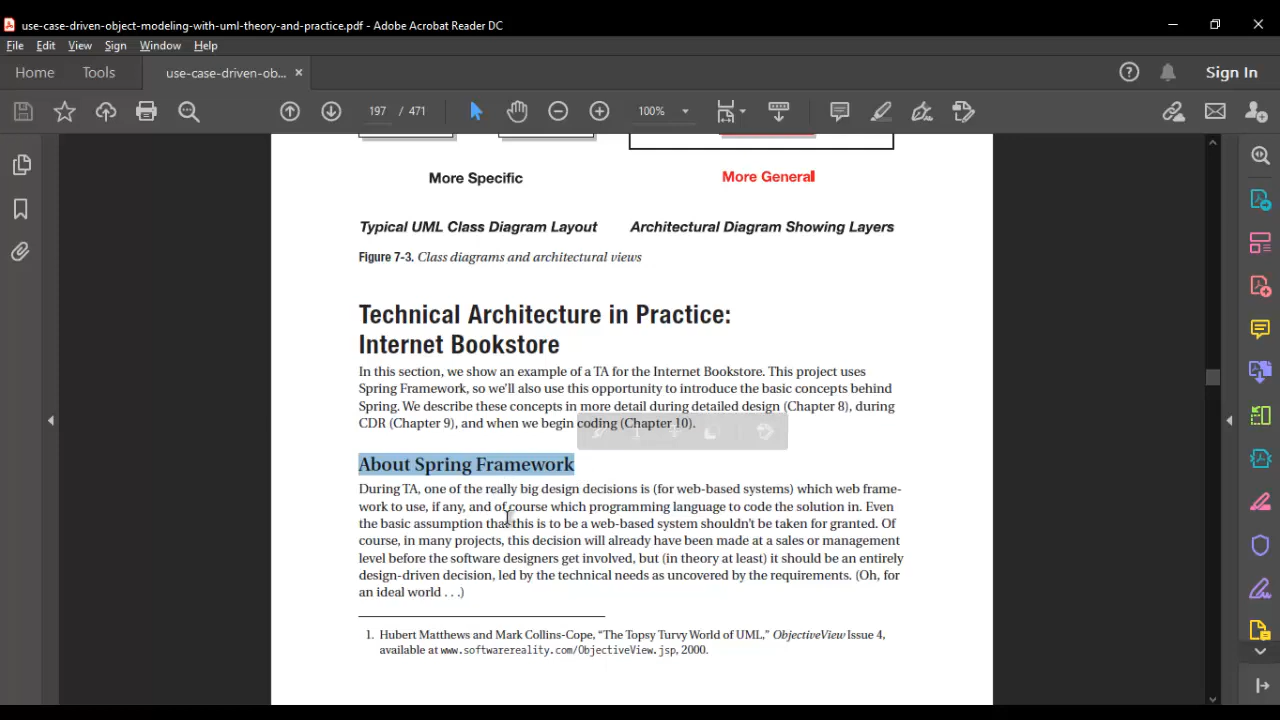 use-case-driven-object-modeling-with-uml-theory-and-practice.pdf - Adobe Acrobat Reader DC
File Edit View Sign Window Help
Home Tools use-case-driven-ob... × Sign In
197 / 471 100%
More Specific More General
Typical UML Class Diagram Layout Architectural Diagram Showing Layers
Figure 7-3. Class diagrams and architectural views
Technical Architecture in Practice:
Internet Bookstore
In this section, we show an example of a TA for the Internet Bookstore. This project uses
Spring Framework, so we'll also use this opportunity to introduce the basic concepts behind
Spring. We describe these concepts in more detail during detailed design (Chapter 8), during
CDR (Chapter 9), and when we begin coding (Chapter 10).
About Spring Framework
During TA, one of the really big design decisions is (for web-based systems) which web frame-
work to use, if any, and of course which programming language to code the solution in. Even
the basic assumption that this is to be a web-based system shouldn't be taken for granted. Of
course, in many projects, this decision will already have been made at a sales or management
level before the software designers get involved, but (in theory at least) it should be an entirely
design-driven decision, led by the technical needs as uncovered by the requirements. (Oh, for
an ideal world . . .)
1. Hubert Matthews and Mark Collins-Cope, “The Topsy Turvy World of UML,” ObjectiveView Issue 4,
available at www.softwarereality.com/ObjectiveView.jsp, 2000.